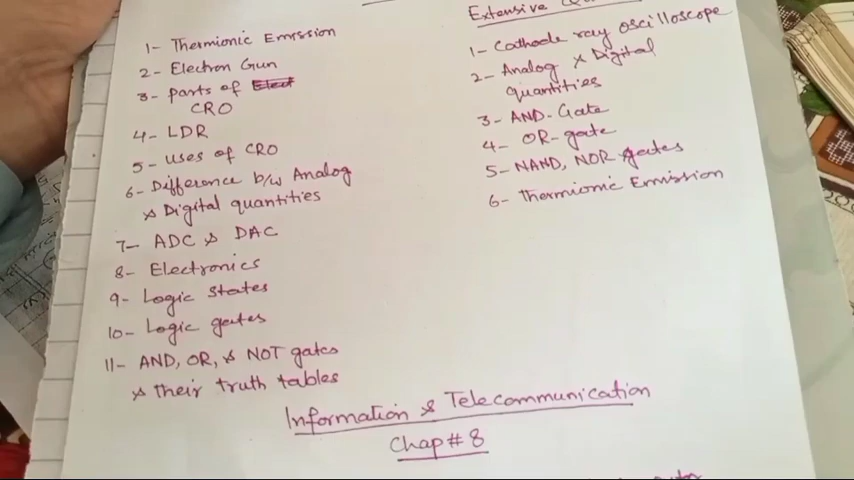 1- Thermionic Emission
2- Electron Gun
3- parts of
CRO
4- LDR
5- uses of CRO
6- Difference b/w Analog
& Digital quantities
7- ADC & DAC
8- Electronics
9- Logic states
10- Logic gates
11- AND, OR, & NOT gates
& their truth tables
Extensive
1- Cathode ray oscilloscope
2- Analog & Digital
quantities
3- AND-Gate
4- OR-gate
5- NAND, NOR gates
6- Thermionic Emission
Information & Telecommunication
Chap # 8